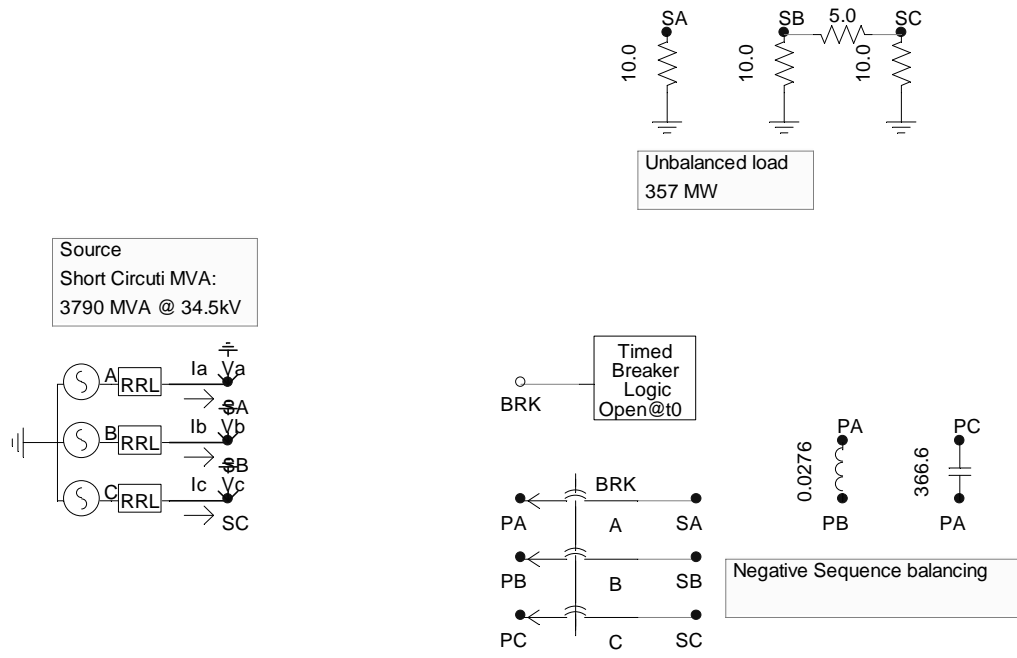 SA
SB
5.0
SC
10.0
10.0
10.0
Unbalanced load
357 MW
Source
Short Circuti MVA:
3790 MVA @ 34.5kV
A
RRL
Ia
Va
SA
B
RRL
Ib
Vb
SB
C
RRL
Ic
Vc
SC
Timed
Breaker
Logic
Open@t0
BRK
BRK
PA
A
SA
PB
B
SB
PC
C
SC
PA
0.0276
PB
PC
366.6
PA
Negative Sequence balancing